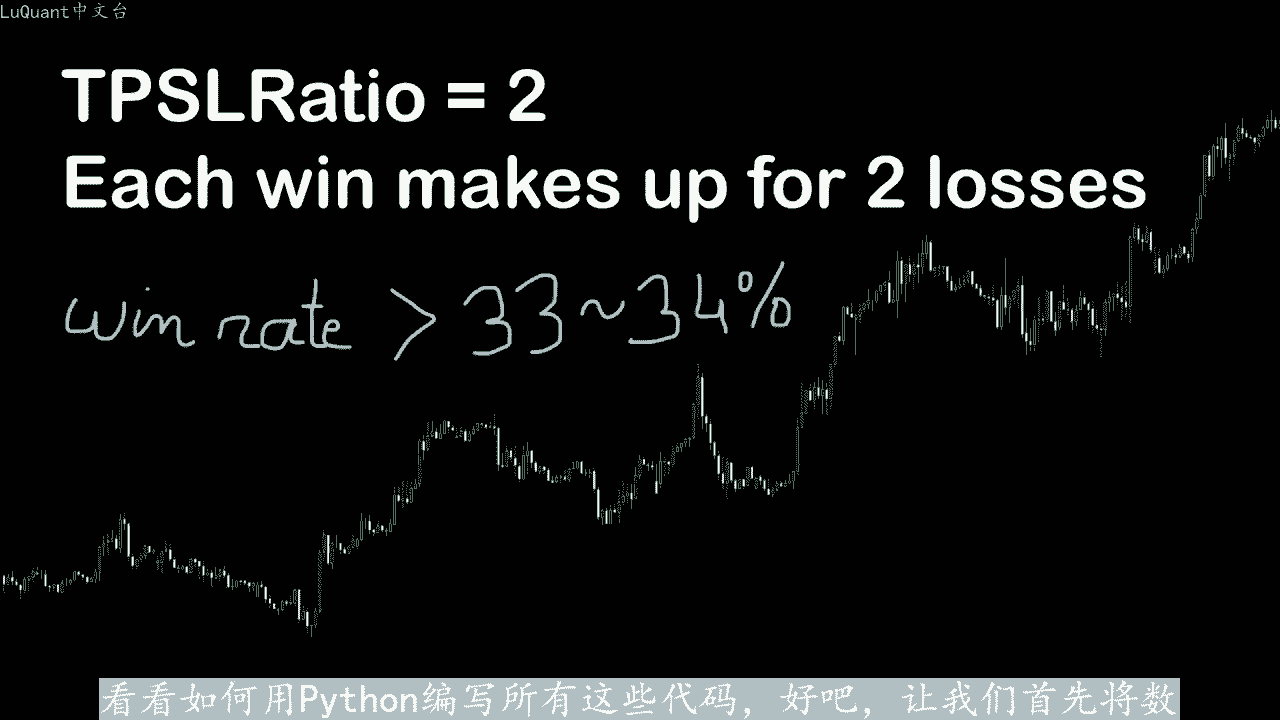 LuQuant中文台
TPSLRatio = 2
Each win makes up for 2 losses
win rate > 33~34%
看看如何用Python编写所有这些代码，好吧，让我们首先将数